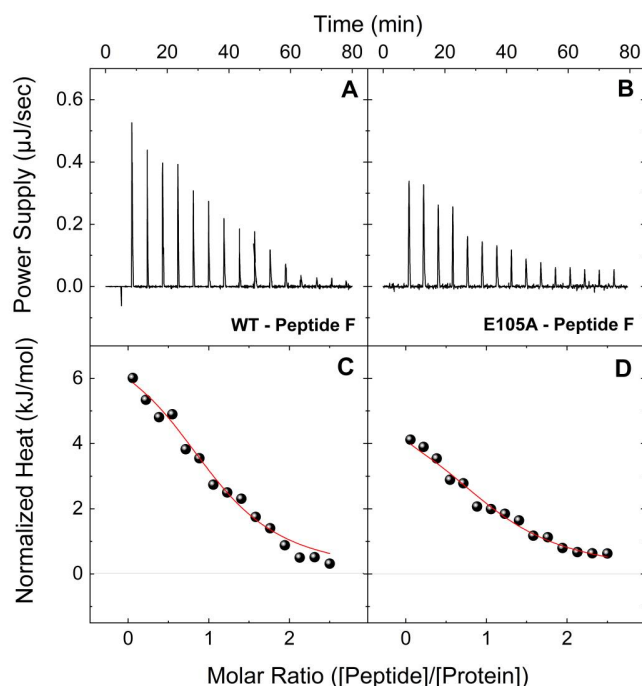 Time (min)
0 20 40 60 80 0 20 40 60 80
A B
0.6
0.4
0.2
0.0
Power Supply (μJ/sec)
WT - Peptide F E105A - Peptide F
C D
6
4
2
0
Normalized Heat (kJ/mol)
0 1 2 0 1 2
Molar Ratio ([Peptide]/[Protein])